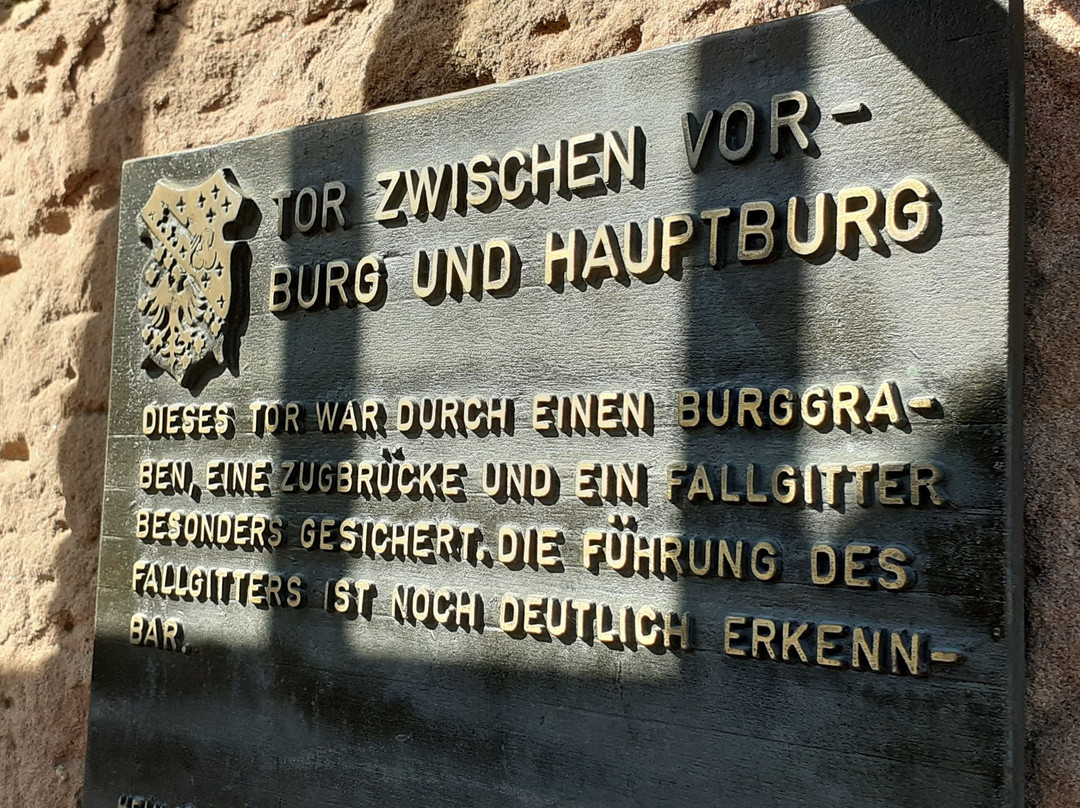 TOR ZWISCHEN VOR-
BURG UND HAUPTBURG
DIESES TOR WAR DURCH EINEN BURGGRA-
BEN, EINE ZUGBRÜCKE UND EIN FALLGITTER
BESONDERS GESICHERT. DIE FÜHRUNG DES
FALLGITTERS IST NOCH DEUTLICH ERKENN-
BAR.